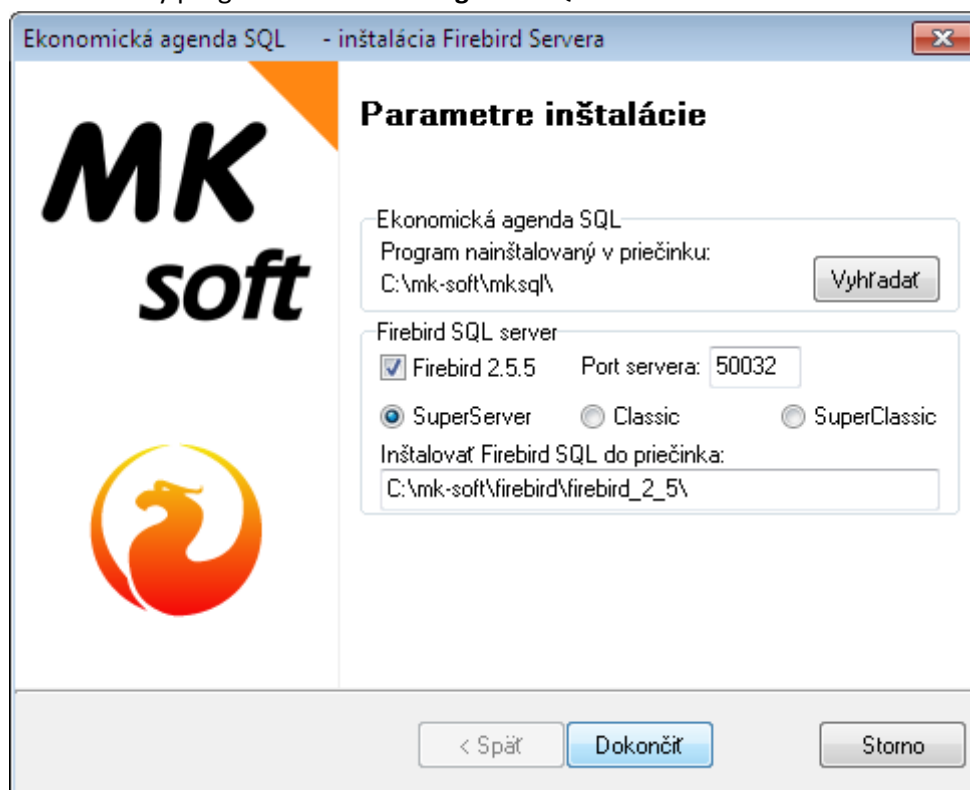 Ekonomická agenda SQL - inštalácia Firebird Servera
MK
soft
Parametre inštalácie
Ekonomická agenda SQL
Program nainštalovaný v priečinku:
C:\mk-soft\mksql\
Vyhľadať
Firebird SQL server
Firebird 2.5.5 Port servera: 50032
SuperServer Classic SuperClassic
Inštalovať Firebird SQL do priečinka:
C:\mk-soft\firebird\firebird_2_5\
< Späť Dokončiť Storno